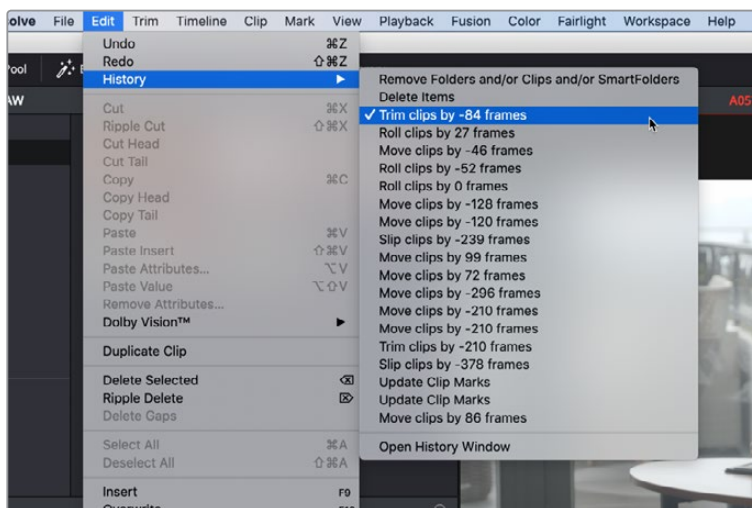 olve File Edit Trim Timeline Clip Mark View Playback Fusion Color Fairlight Workspace Help
Undo ⌘Z
Redo ⇧⌘Z
History ▶
Cut ⌘X
Ripple Cut ⇧⌘X
Cut Head
Cut Tail
Copy ⌘C
Copy Head
Copy Tail
Paste ⌘V
Paste Insert ⇧⌘V
Paste Attributes... ⌥V
Paste Value ⌥⇧V
Remove Attributes...
Dolby Vision™ ▶
Duplicate Clip
Delete Selected ⌫
Ripple Delete ⌦
Delete Gaps
Select All ⌘A
Deselect All ⇧⌘A
Insert F9
Remove Folders and/or Clips and/or SmartFolders
Delete Items
✓ Trim clips by -84 frames
Roll clips by 27 frames
Move clips by -46 frames
Roll clips by -52 frames
Roll clips by 0 frames
Move clips by -128 frames
Move clips by -120 frames
Slip clips by -239 frames
Move clips by 99 frames
Move clips by 72 frames
Move clips by -296 frames
Move clips by -210 frames
Move clips by -210 frames
Trim clips by -210 frames
Slip clips by -378 frames
Update Clip Marks
Update Clip Marks
Move clips by 86 frames
Open History Window
ool
AW
A05